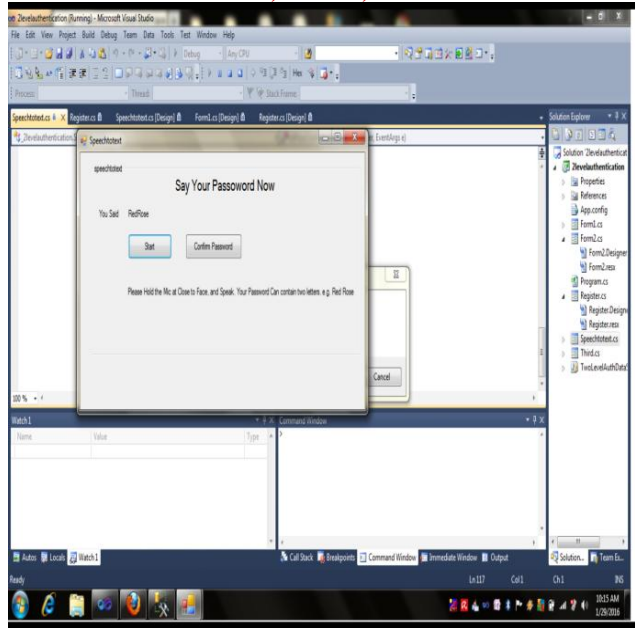 2levelauthentication (Running) - Microsoft Visual Studio
File Edit View Project Build Debug Team Data Tools Test Window Help
Debug Any CPU
Hex
Process: Thread: Stack Frame:
Speechtotext.cs Register.cs Speechtotext.cs [Design] Form1.cs [Design] Register.cs [Design]
Solution Explorer
EventArgs e)
Speechtotext
speechtotext
Say Your Passoword Now
You Said RedRose
Start Confirm Password
Please Hold the Mic at Close to Face, and Speak. Your Password Can contain two letters. e.g. Red Rose
Cancel
Solution '2levelauthenticat
2levelauthentication
Properties
References
App.config
Form1.cs
Form2.cs
Form2.Designer
Form2.resx
Program.cs
Register.cs
Register.Design
Register.resx
Speechtotext.cs
Third.cs
TwoLevelAuthData
100 %
Watch 1
Name Value Type
Command Window
>
Autos Locals Watch 1
Call Stack Breakpoints Command Window Immediate Window Output
Solution... Team Ex...
Ready
Ln 117 Col 1 Ch 1 INS
10:15 AM
1/29/2016